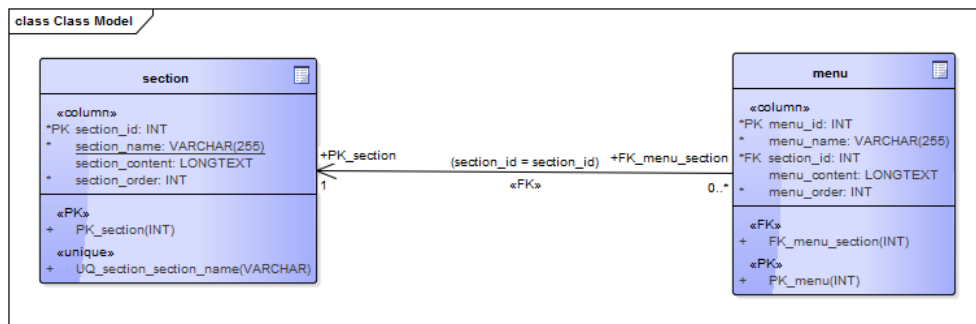 class Class Model
section
«column»
*PK section_id: INT
* section_name: VARCHAR(255)
section_content: LONGTEXT
* section_order: INT
«PK»
+ PK_section(INT)
«unique»
+ UQ_section_section_name(VARCHAR)
+PK_section
1
(section_id = section_id)
«FK»
+FK_menu_section
0..*
menu
«column»
*PK menu_id: INT
* menu_name: VARCHAR(255)
*FK section_id: INT
menu_content: LONGTEXT
* menu_order: INT
«FK»
+ FK_menu_section(INT)
«PK»
+ PK_menu(INT)